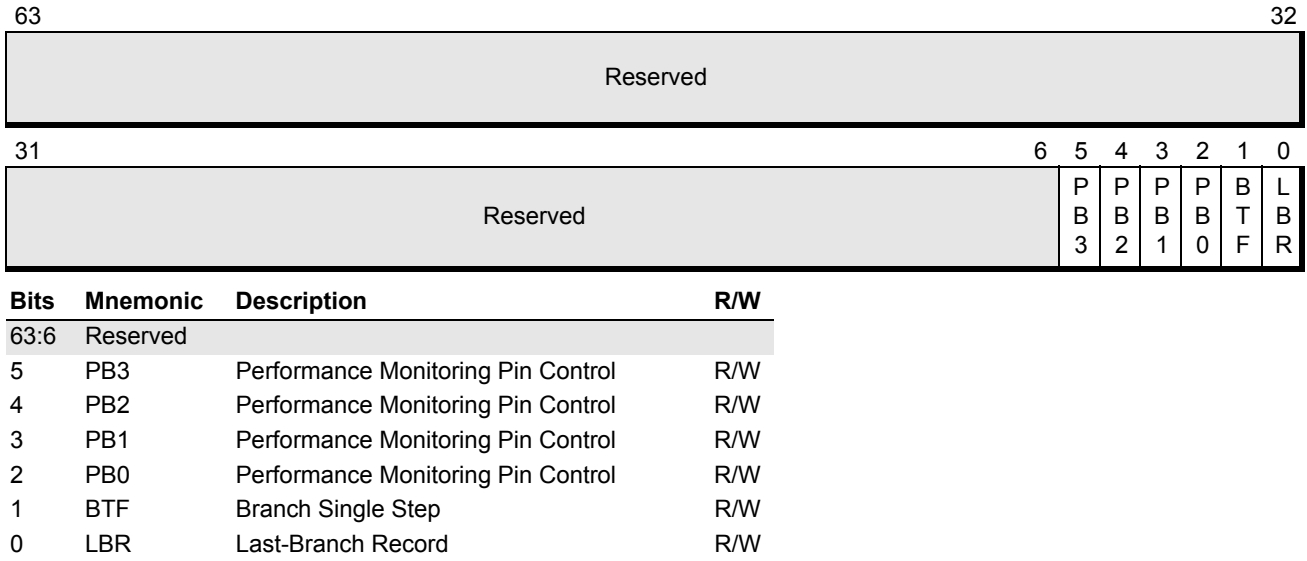 63 32
Reserved
31 6 5 4 3 2 1 0
Reserved
P P P P B L
B B B B T B
3 2 1 0 F R
Bits Mnemonic Description R/W
63:6 Reserved
5 PB3 Performance Monitoring Pin Control R/W
4 PB2 Performance Monitoring Pin Control R/W
3 PB1 Performance Monitoring Pin Control R/W
2 PB0 Performance Monitoring Pin Control R/W
1 BTF Branch Single Step R/W
0 LBR Last-Branch Record R/W